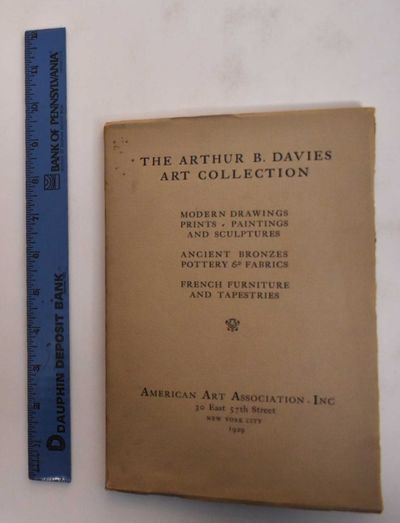 THE ARTHUR B. DAVIES
ART COLLECTION
MODERN DRAWINGS
PRINTS • PAINTINGS
AND SCULPTURES
ANCIENT BRONZES
POTTERY & FABRICS
FRENCH FURNITURE
AND TAPESTRIES
AMERICAN ART ASSOCIATION • INC
30 East 57th Street
NEW YORK CITY
1929
DAUPHIN DEPOSIT BANK
BANK OF PENNSYLVANIA